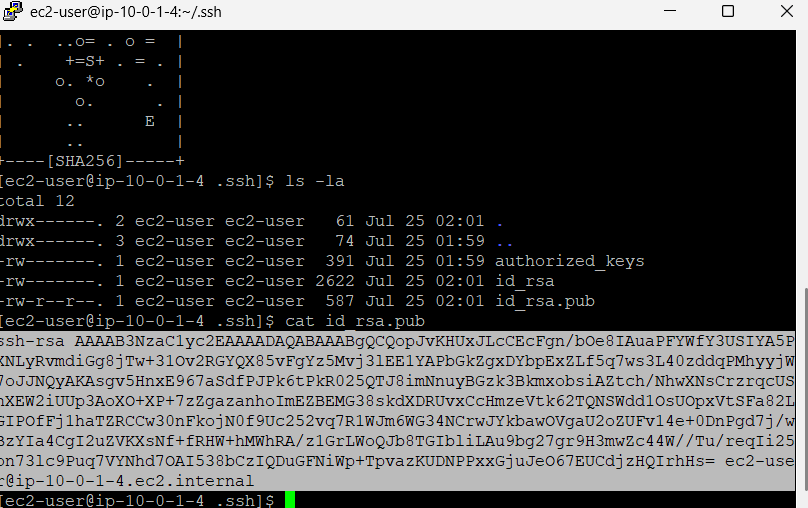 ec2-user@ip-10-0-1-4:~/.ssh
|. .  ..o= . o =  |
| .    +=S+ . = . |
|     o. *o    .  |
|       o.      . |
|      ..      E  |
|      ..         |
+----[SHA256]-----+
[ec2-user@ip-10-0-1-4 .ssh]$ ls -la
total 12
drwx------. 2 ec2-user ec2-user   61 Jul 25 02:01 .
drwx------. 3 ec2-user ec2-user   74 Jul 25 01:59 ..
-rw-------. 1 ec2-user ec2-user  391 Jul 25 01:59 authorized_keys
-rw-------. 1 ec2-user ec2-user 2622 Jul 25 02:01 id_rsa
-rw-r--r--. 1 ec2-user ec2-user  587 Jul 25 02:01 id_rsa.pub
[ec2-user@ip-10-0-1-4 .ssh]$ cat id_rsa.pub
ssh-rsa AAAAB3NzaC1yc2EAAAADAQABAAABgQCQopJvKHUxJLcCEcFgn/bOe8IAuaPFYWfY3USIYA5P
XNLyRvmdiGg8jTw+31Ov2RGYQX85vFgYz5Mvj3lEE1YAPbGkZgxDYbpExZLf5q7ws3L40zddqPMhyyjW
7oJJNQyAKAsgv5HnxE967aSdfPJPk6tPkR025QTJ8imNnuyBGzk3BkmxobsiAZtch/NhwXNsCrzrqcUS
nXEW2iUUp3AoXO+XP+7zZgazanhoImEZBEMG38skdXDRUvxCcHmzeVtk62TQNSWdd1OsUOpxVtSFa82L
GIPOfFj1haTZRCCw30nFkojN0f9Uc252vq7R1WJm6WG34NCrwJYkbawOVgaU2oZUFv14e+0DnPgd7j/w
BzYIa4CgI2uZVKXsNf+fRHW+hMWhRA/z1GrLWoQJb8TGIbliLAu9bg27gr9H3mwZc44W//Tu/reqIi25
on73lc9Puq7VYNhd7OAI538bCzIQDuGFNiWp+TpvazKUDNPPxxGjuJeO67EUCdjzHQIrhHs= ec2-use
r@ip-10-0-1-4.ec2.internal
[ec2-user@ip-10-0-1-4 .ssh]$